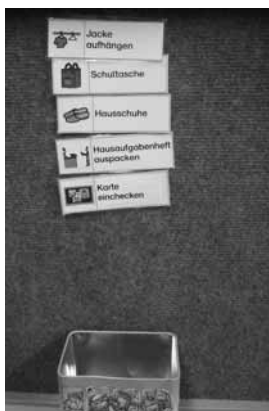 Jacke
aufhängen
Schultasche
Hausschuhe
Hausaufgabenheft
auspacken
Karte
einchecken